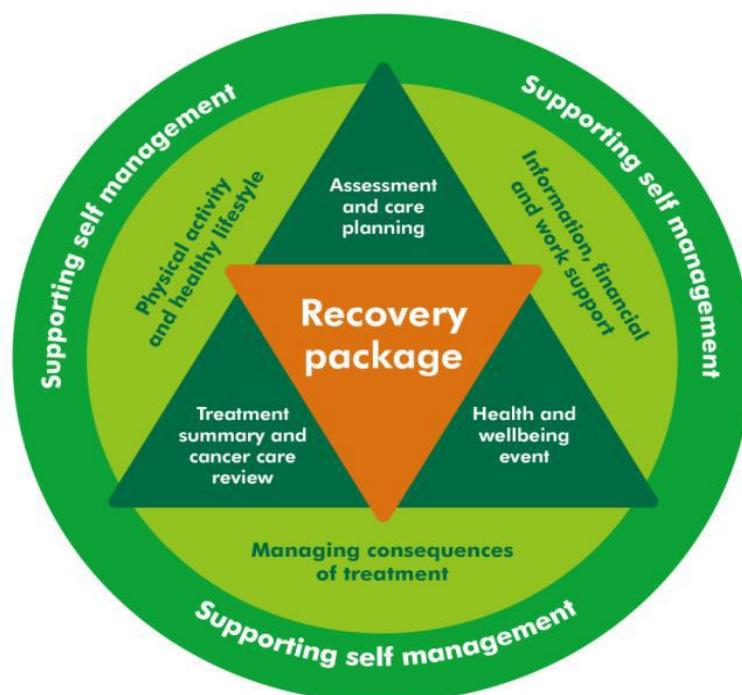 Supporting self management
Supporting self management
Physical activity
and healthy lifestyle
Assessment
and care
planning
Information, financial
and work support
Recovery
package
Treatment
summary and
cancer care
review
Health and
wellbeing
event
Managing consequences
of treatment
Supporting self management